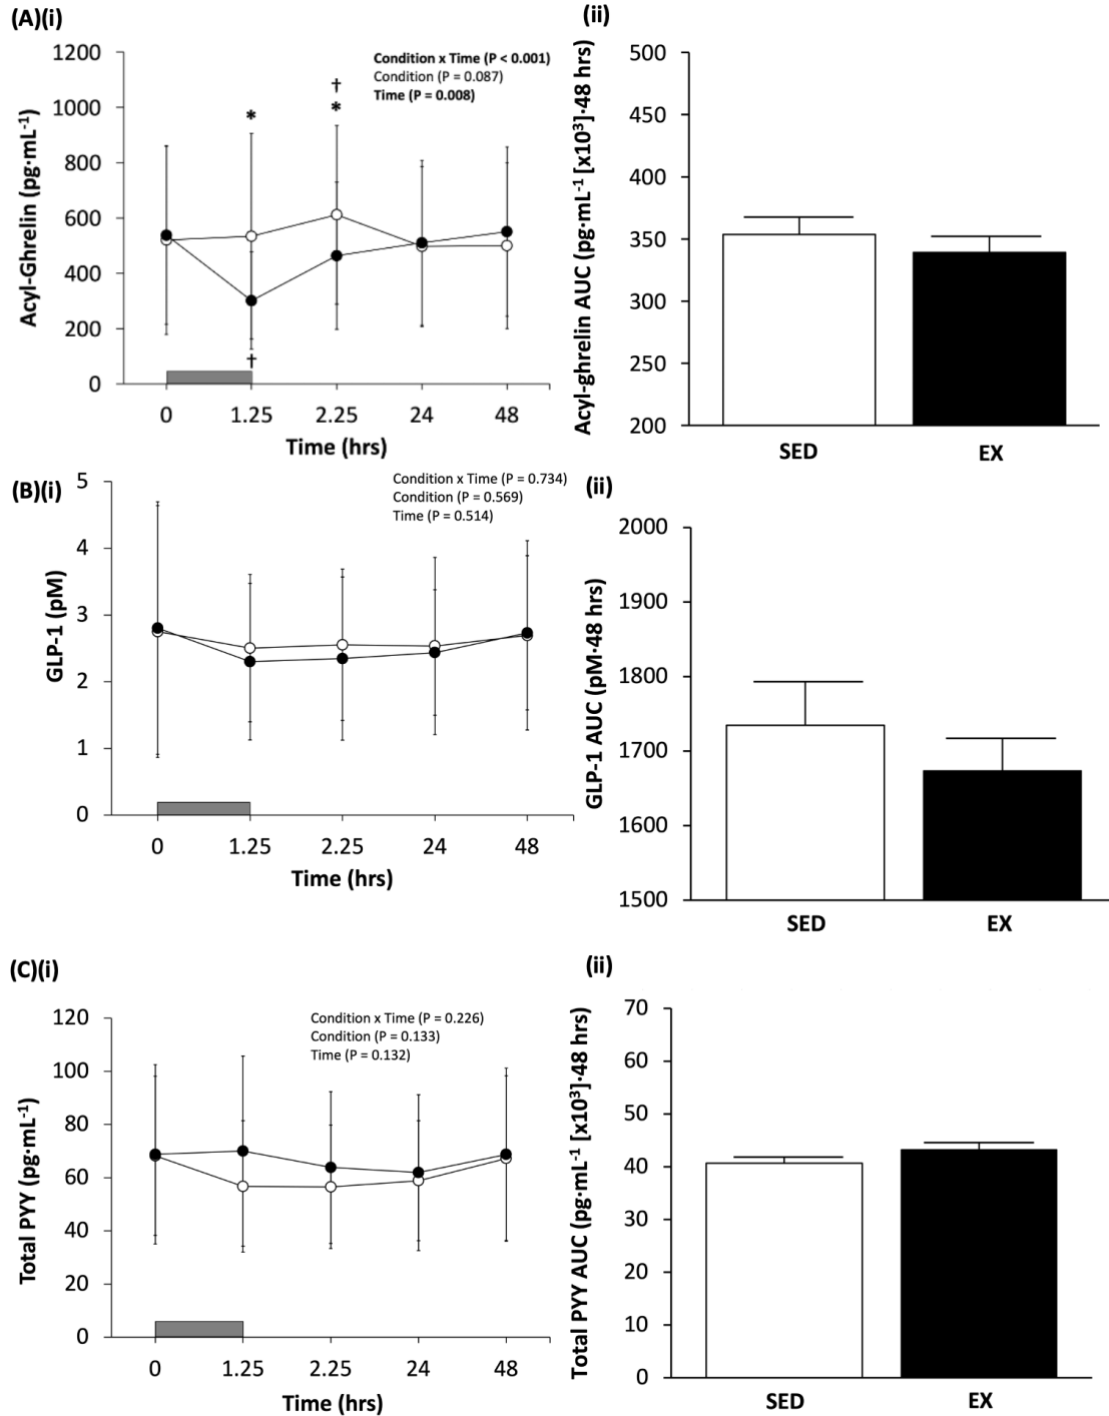 (A)(i)
Condition x Time (P < 0.001)
Condition (P = 0.087)
Time (P = 0.008)
Acyl-Ghrelin (pg·mL⁻¹)
1200
1000
800
600
400
200
0
*
†
*
†
0 1.25 2.25 24 48
Time (hrs)
(ii)
Acyl-ghrelin AUC (pg·mL⁻¹ [x10³]·48 hrs)
500
450
400
350
300
250
200
SED EX
(B)(i)
Condition x Time (P = 0.734)
Condition (P = 0.569)
Time (P = 0.514)
GLP-1 (pM)
5
4
3
2
1
0
0 1.25 2.25 24 48
Time (hrs)
(ii)
GLP-1 AUC (pM·48 hrs)
2000
1900
1800
1700
1600
1500
SED EX
(C)(i)
Condition x Time (P = 0.226)
Condition (P = 0.133)
Time (P = 0.132)
Total PYY (pg·mL⁻¹)
120
100
80
60
40
20
0
0 1.25 2.25 24 48
Time (hrs)
(ii)
Total PYY AUC (pg·mL⁻¹ [x10³]·48 hrs)
70
60
50
40
30
20
10
0
SED EX